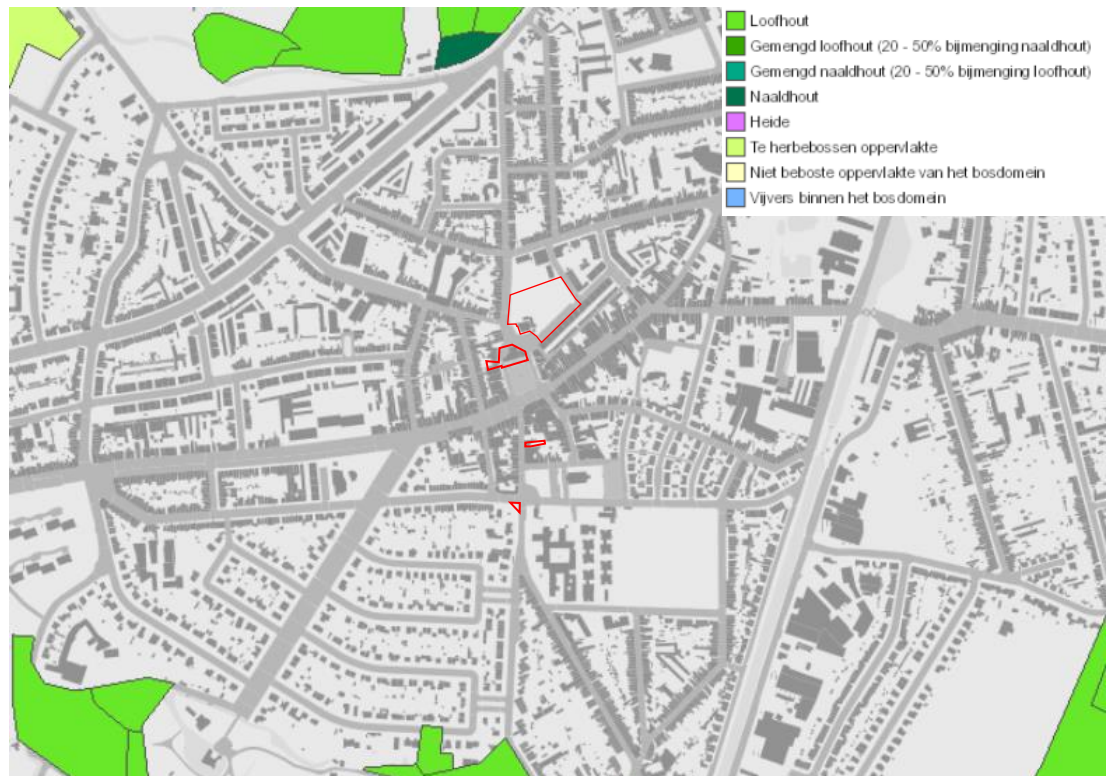 Loofhout
Gemengd loofhout (20 - 50% bijmenging naaldhout)
Gemengd naaldhout (20 - 50% bijmenging loofhout)
Naaldhout
Heide
Te herbebossen oppervlakte
Niet beboste oppervlakte van het bosdomein
Vijvers binnen het bosdomein